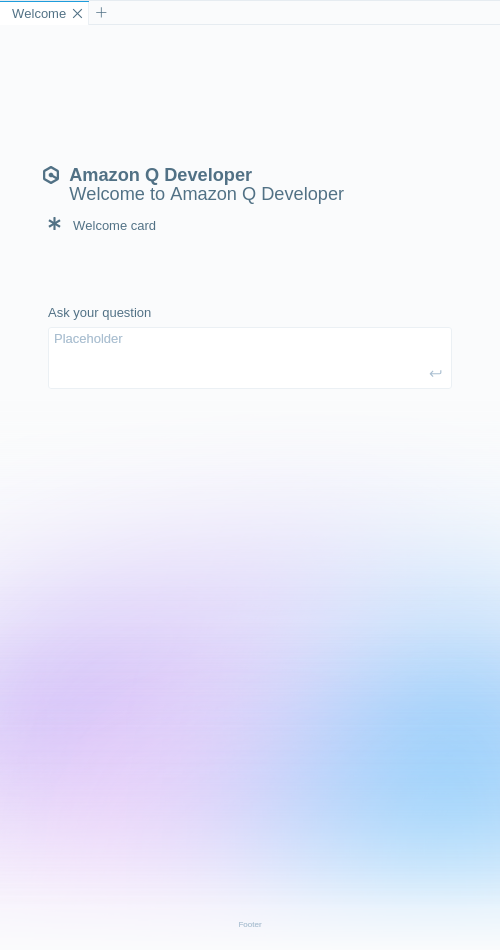 Welcome
Amazon Q Developer
Welcome to Amazon Q Developer
Welcome card
Ask your question
Placeholder
Footer